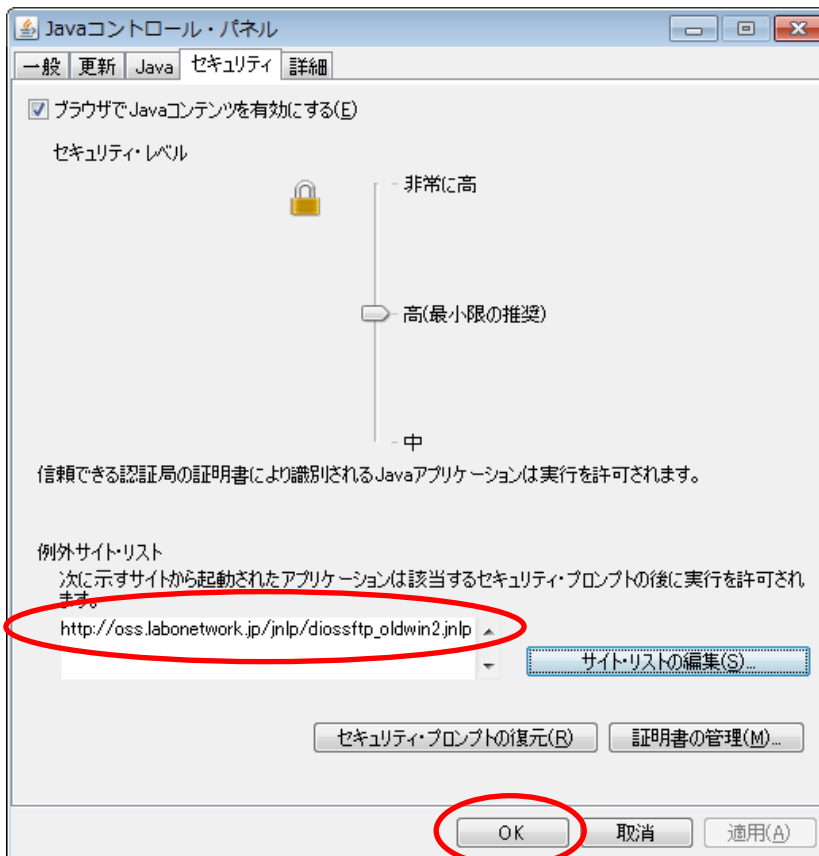 Javaコントロール・パネル
一般 更新 Java セキュリティ 詳細
ブラウザでJavaコンテンツを有効にする(E)
セキュリティ・レベル
非常に高
高(最小限の推奨)
中
信頼できる認証局の証明書により識別されるJavaアプリケーションは実行を許可されます。
例外サイト・リスト
次に示すサイトから起動されたアプリケーションは該当するセキュリティ・プロンプトの後に実行を許可され
ます。
http://oss.labonetwork.jp/jnlp/diossftp_oldwin2.jnlp
サイト・リストの編集(S)...
セキュリティ・プロンプトの復元(R) 証明書の管理(M)...
OK 取消 適用(A)